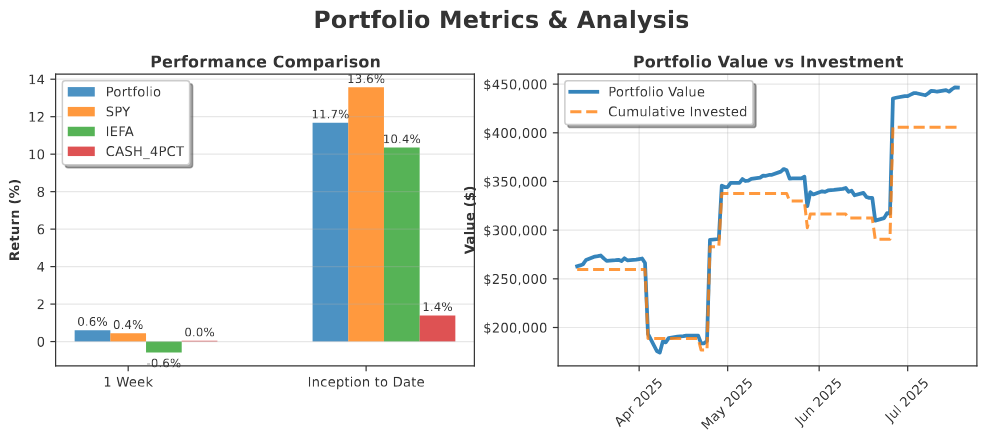 Portfolio Metrics & Analysis
Performance Comparison
Portfolio
SPY
IEFA
CASH_4PCT
Return (%)
14
12
10
8
6
4
2
0
0.6%
0.4%
-0.6%
0.0%
11.7%
13.6%
10.4%
1.4%
1 Week
Inception to Date
Portfolio Value vs Investment
Portfolio Value
Cumulative Invested
Value ($)
$450,000
$400,000
$350,000
$300,000
$250,000
$200,000
Apr 2025
May 2025
Jun 2025
Jul 2025